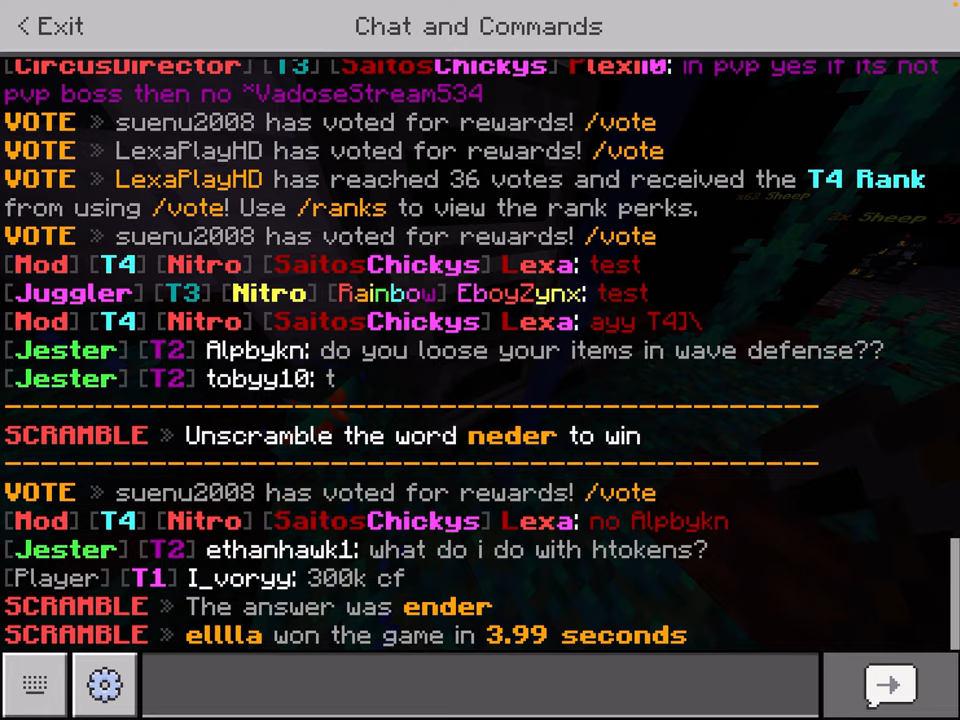 < Exit
Chat and Commands
[CircusDirector] [T3] [SaitosChickys] Plexii0: in pvp yes if its not
pvp boss then no *VadoseStream534
VOTE » suenu2008 has voted for rewards! /vote
VOTE » LexaPlayHD has voted for rewards! /vote
VOTE » LexaPlayHD has reached 36 votes and received the T4 Rank
from using /vote! Use /ranks to view the rank perks.
VOTE » suenu2008 has voted for rewards! /vote
[Mod] [T4] [Nitro] [SaitosChickys] Lexa: test
[Juggler] [T3] [Nitro] [Rainbow] EboyZynx: test
[Mod] [T4] [Nitro] [SaitosChickys] Lexa: ayy T4]\
[Jester] [T2] Alpbykn: do you loose your items in wave defense??
[Jester] [T2] tobyy10: t
SCRAMBLE » Unscramble the word neder to win
VOTE » suenu2008 has voted for rewards! /vote
[Mod] [T4] [Nitro] [SaitosChickys] Lexa: no Alpbykn
[Jester] [T2] ethanhawk1: what do i do with htokens?
[Player] [T1] I_voryy: 300k cf
SCRAMBLE » The answer was ender
SCRAMBLE » elllla won the game in 3.99 seconds
x62 Sheep
2x Sheep